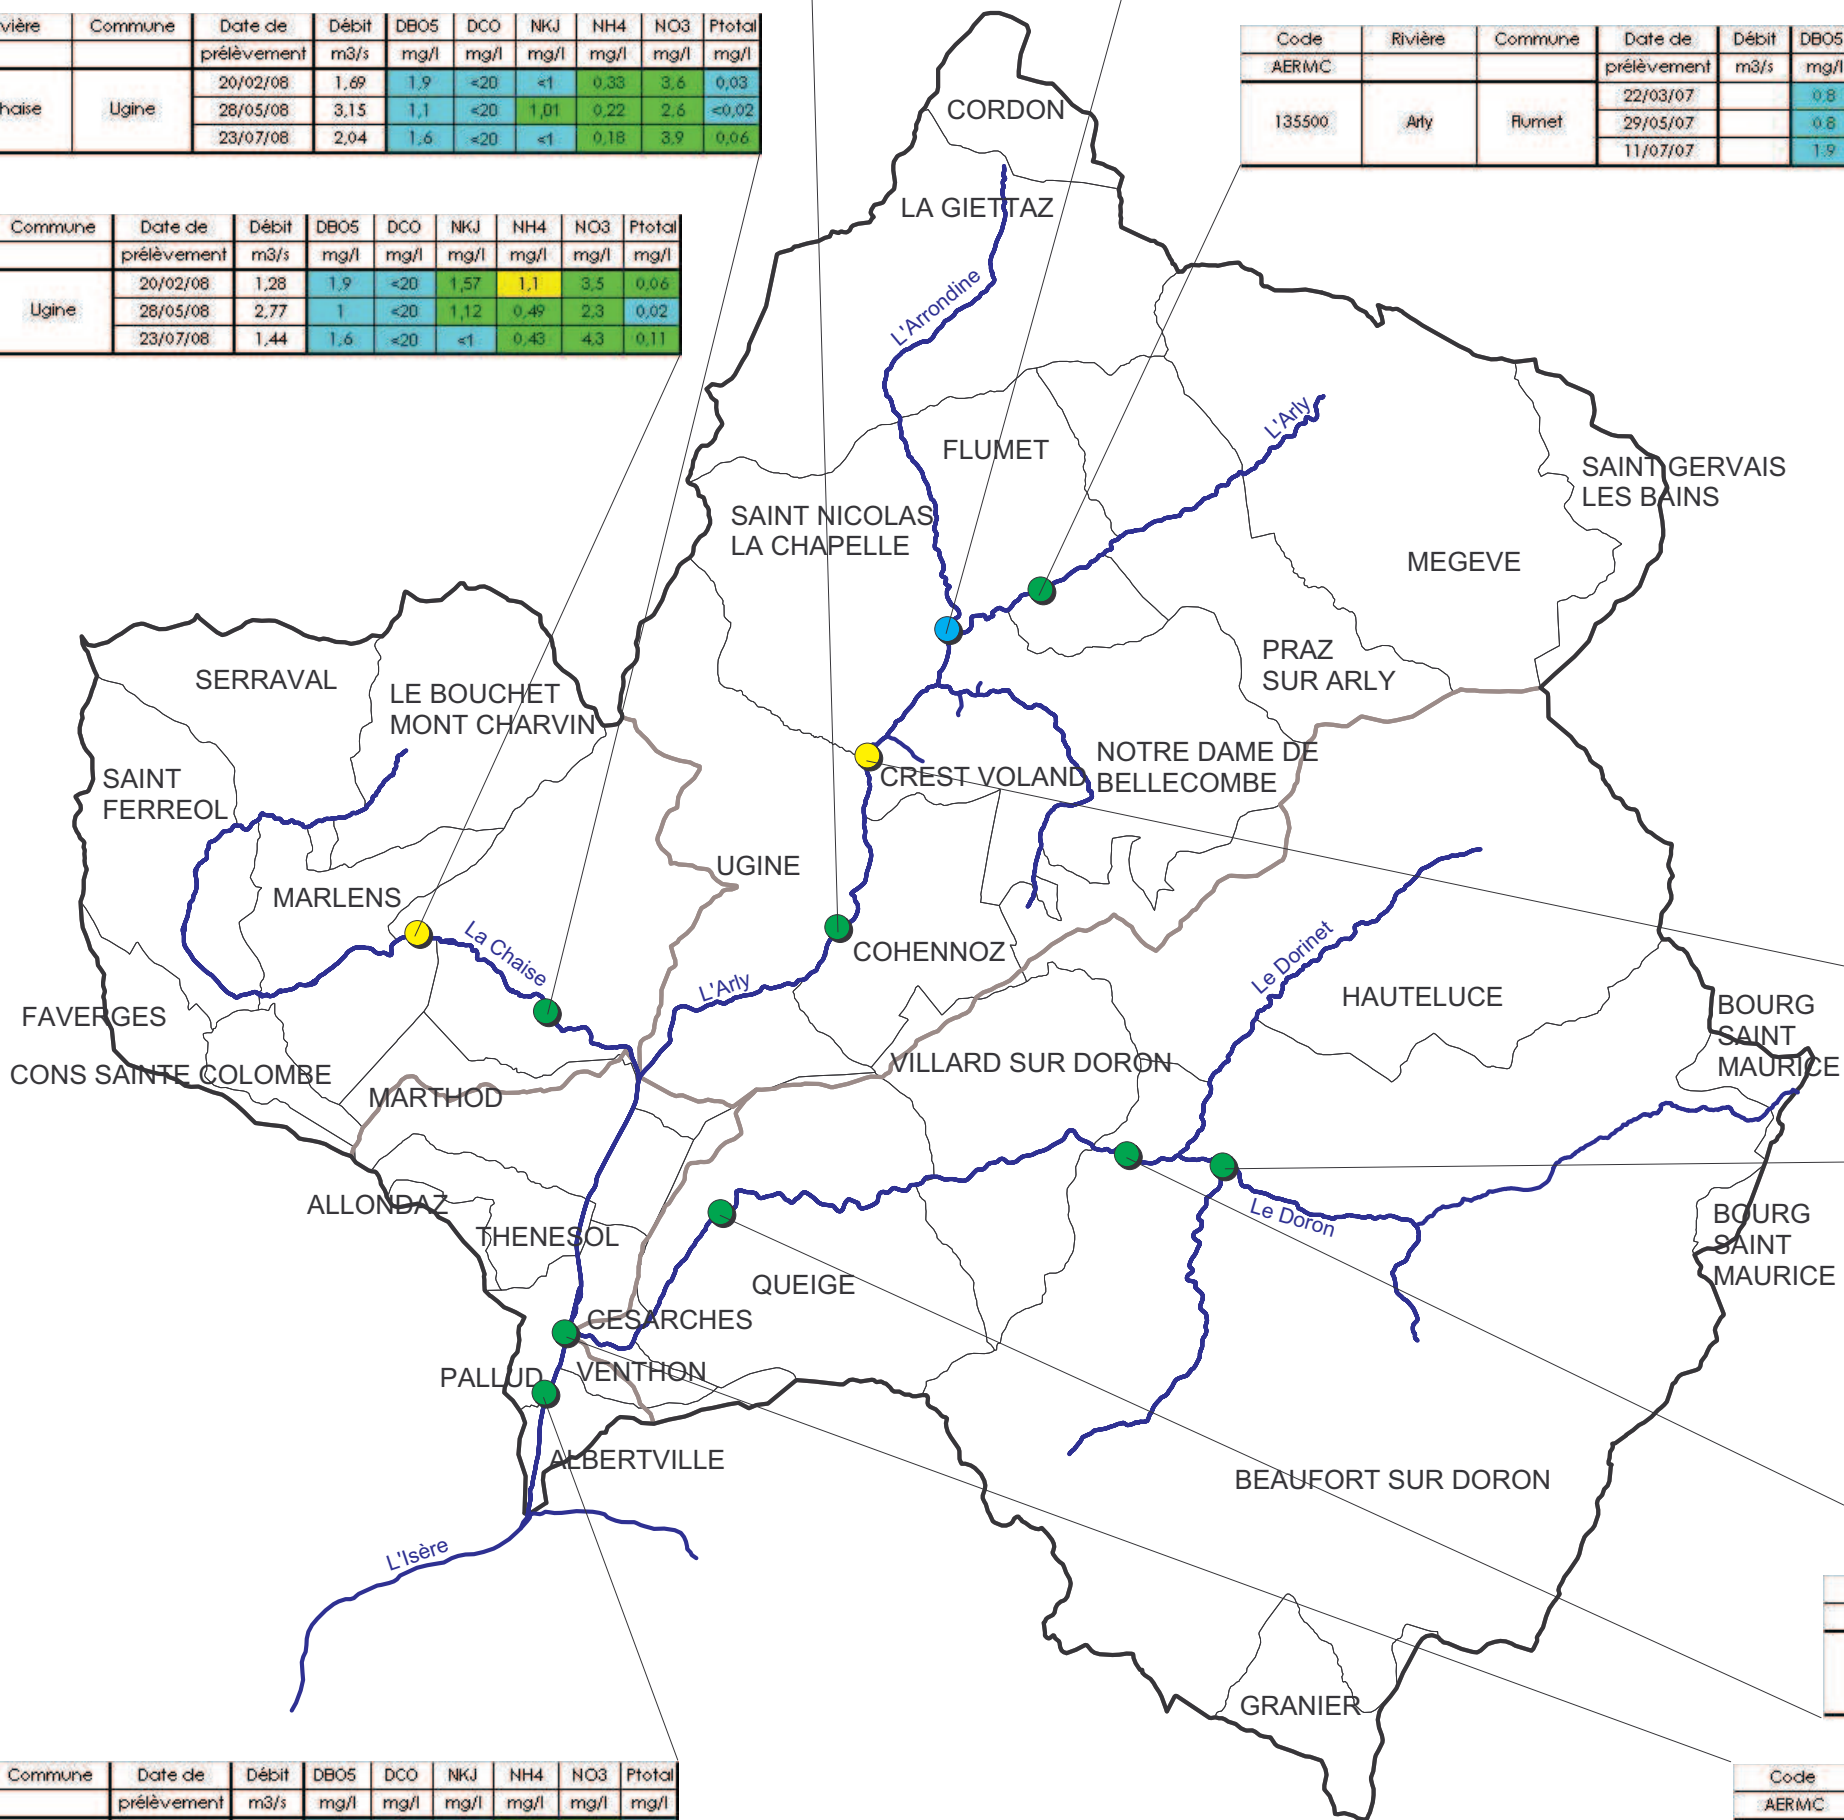 vière Commune Date de Débit DBO5 DCO NKJ NH4 NO3 Ptotal
prélèvement m3/s mg/l mg/l mg/l mg/l mg/l mg/l
haise Ugine
20/02/08 1,69 1,9 <20 <1 0,33 3,6 0,03
28/05/08 3,15 1,1 <20 1,01 0,22 2,6 <0,02
23/07/08 2,04 1,6 <20 <1 0,18 3,9 0,06
Code Rivière Commune Date de Débit DBO5
AERMC prélèvement m3/s mg/l
135500 Arly Flumet
22/03/07 0.8
29/05/07 0.8
11/07/07 1.9
Commune Date de Débit DBO5 DCO NKJ NH4 NO3 Ptotal
prélèvement m3/s mg/l mg/l mg/l mg/l mg/l mg/l
Ugine
20/02/08 1,28 1,9 <20 1,57 1,1 3,5 0,06
28/05/08 2,77 1 <20 1,12 0,49 2,3 0,02
23/07/08 1,44 1,6 <20 <1 0,43 4,3 0,11
CORDON
LA GIETTAZ
L'Arrondine
L'Arly
FLUMET
SAINT GERVAIS
LES BAINS
SAINT NICOLAS
LA CHAPELLE
MEGEVE
PRAZ
SUR ARLY
SERRAVAL
LE BOUCHET
MONT CHARVIN
SAINT
FERREOL
NOTRE DAME DE
BELLECOMBE
CREST VOLAND
UGINE
MARLENS
La Chaise
COHENNOZ
L'Arly
Le Dorinet
HAUTELUCE
BOURG
SAINT
MAURICE
FAVERGES
CONS SAINTE COLOMBE
MARTHOD
VILLARD SUR DORON
ALLONDAZ
THENESOL
Le Doron
BOURG
SAINT
MAURICE
QUEIGE
CESARCHES
PALLUD
VENTHON
ALBERTVILLE
BEAUFORT SUR DORON
L'Isère
GRANIER
Commune Date de Débit DBO5 DCO NKJ NH4 NO3 Ptotal
prélèvement m3/s mg/l mg/l mg/l mg/l mg/l mg/l
Code
AERMC